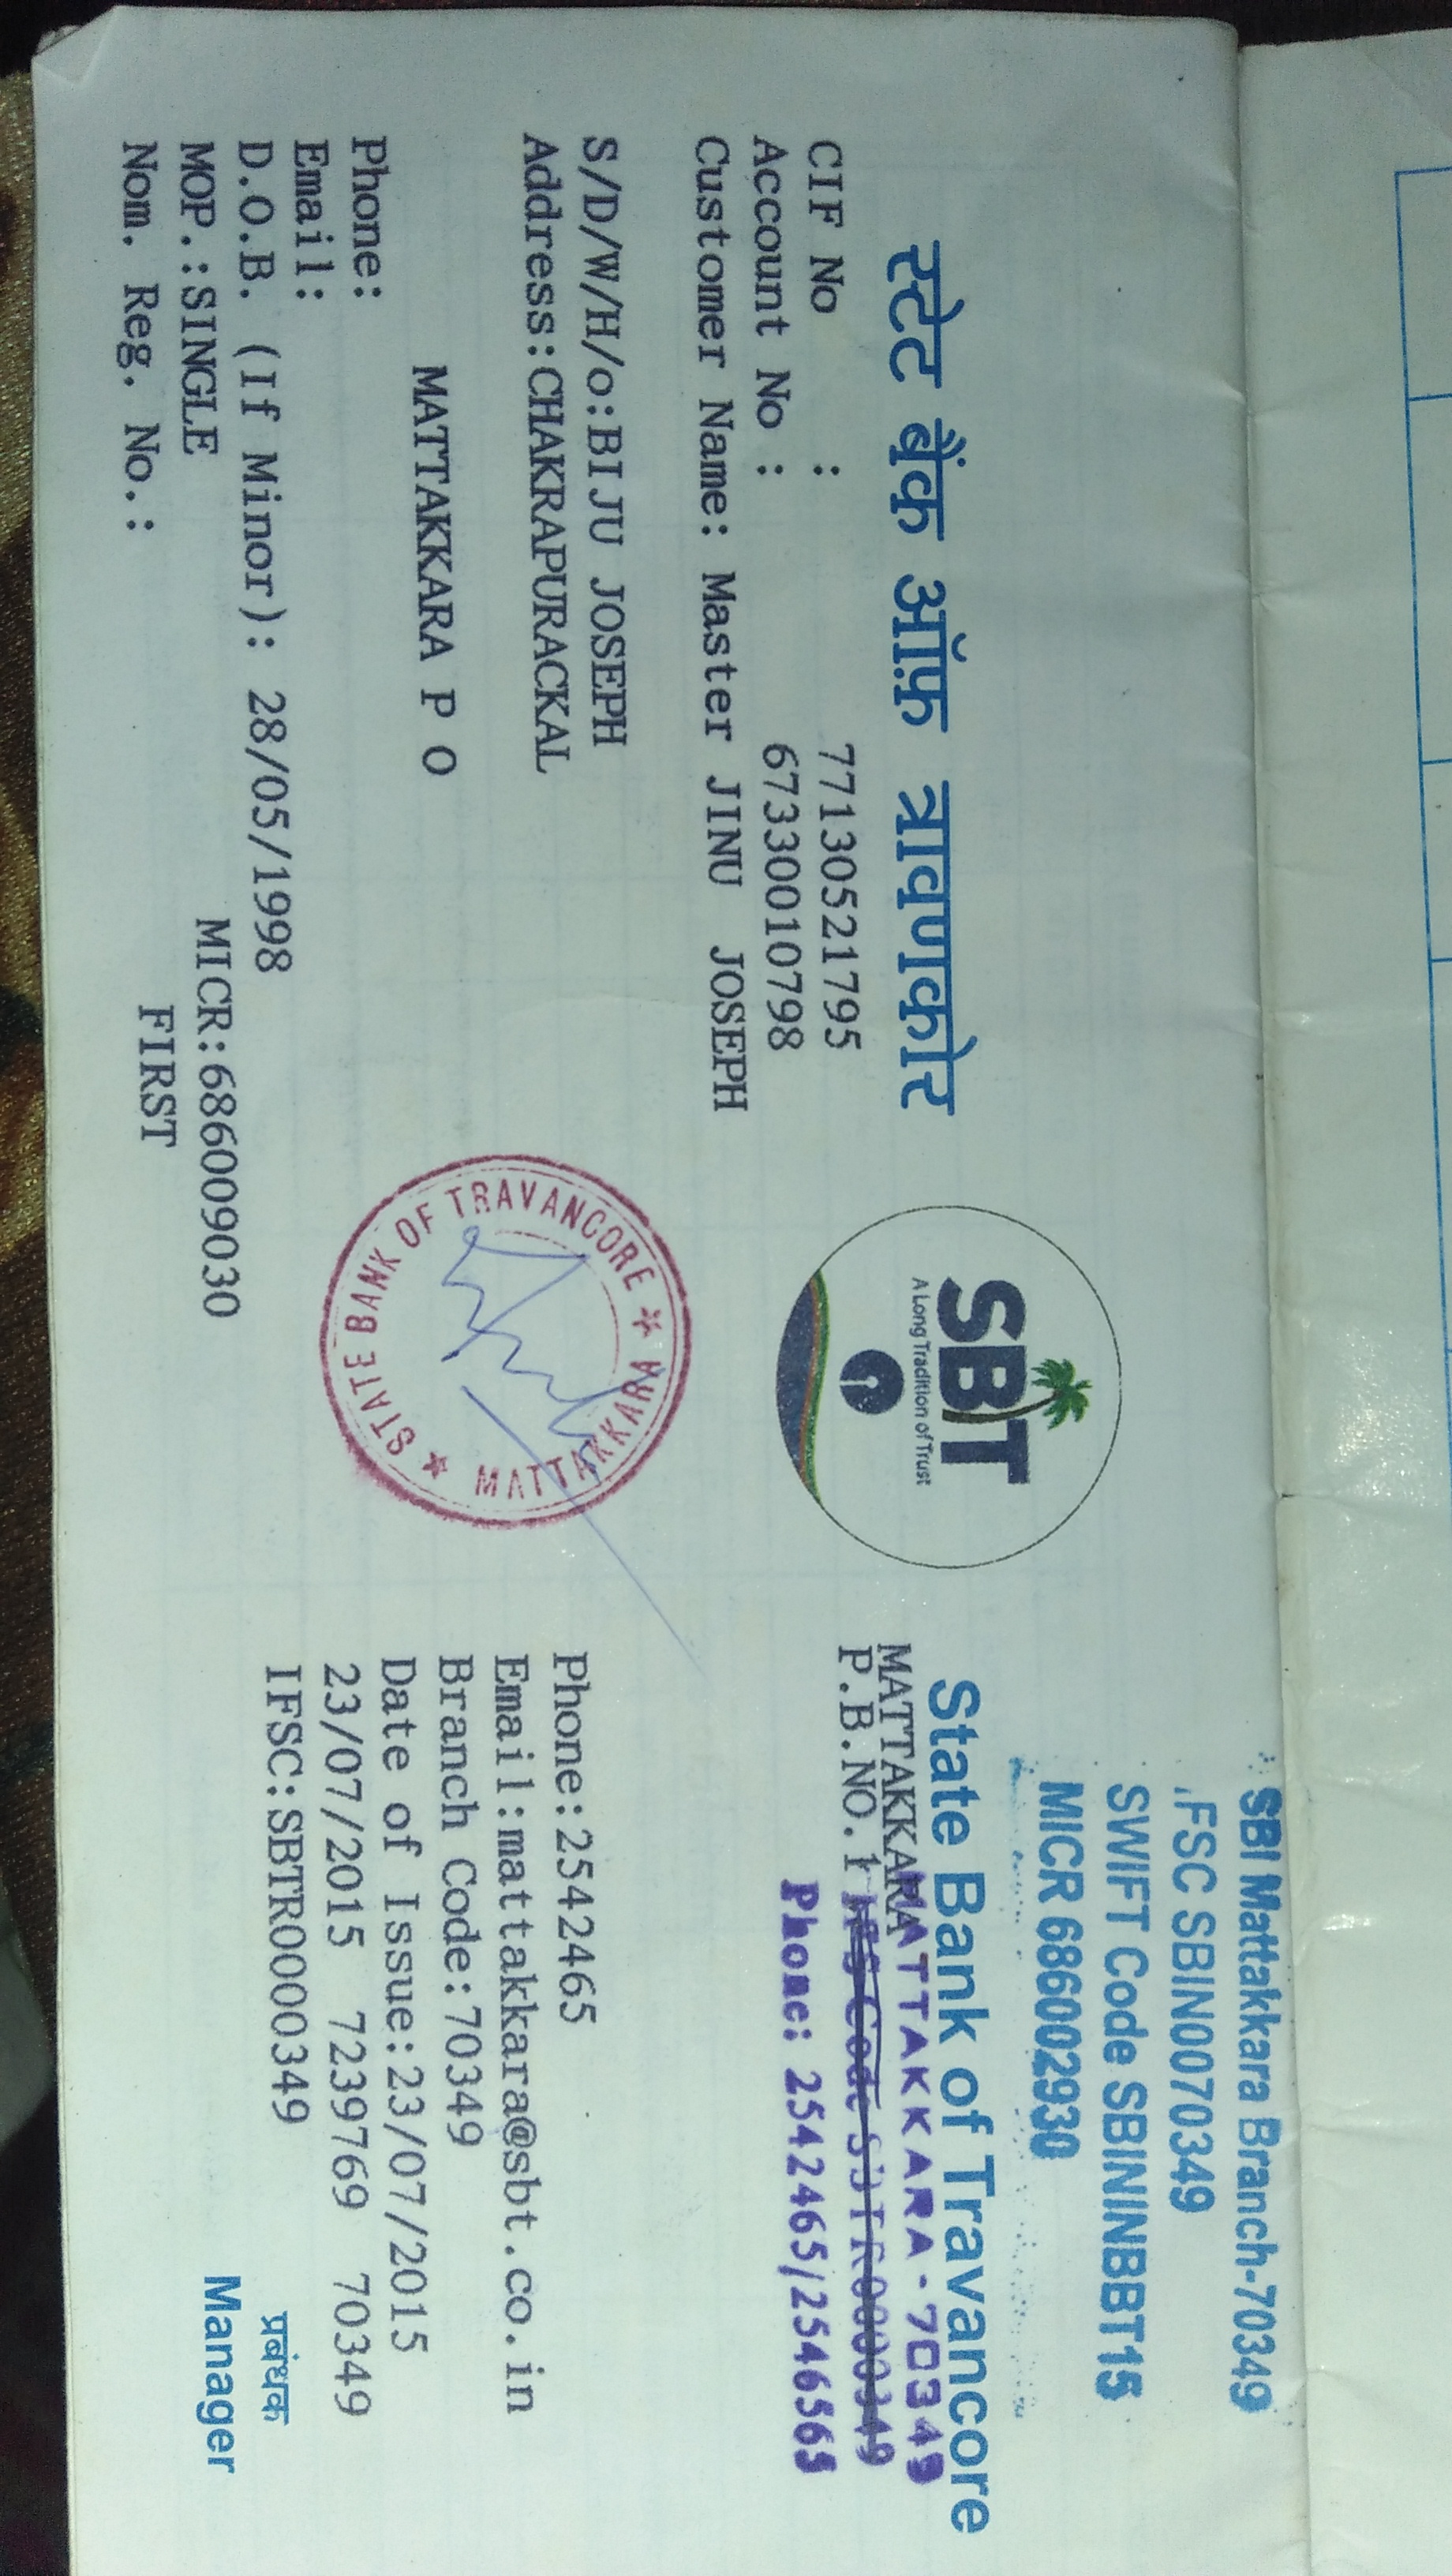 SBI Mattakkara Branch-70349
.FSC SBIN0070349
SWIFT Code SBININBBT15
MICR 686002930
स्टेट बैंक ऑफ़ त्रावणकोर
SBT
A Long Tradition of Trust
State Bank of Travancore
MATTAKKARA
MATTAKKARA - 70349
P.B.NO.1
IFS Code SBTR0000349
Phone: 2542465/2546565
CIF No : 77130521795
Account No : 67330010798
Customer Name: Master JINU JOSEPH
S/D/W/H/o:BIJU JOSEPH
Address:CHAKRAPURACKAL
MATTAKKARA P O
Phone:
Email:
D.O.B. (If Minor): 28/05/1998
MOP.:SINGLE MICR:686009030
Nom. Reg. No.: FIRST
STATE BANK OF TRAVANCORE * MATTAKKARA *
Phone:2542465
Email:mattakkara@sbt.co.in
Branch Code:70349
Date of Issue:23/07/2015
23/07/2015 7239769 70349
IFSC:SBTR0000349
प्रबंधक
Manager